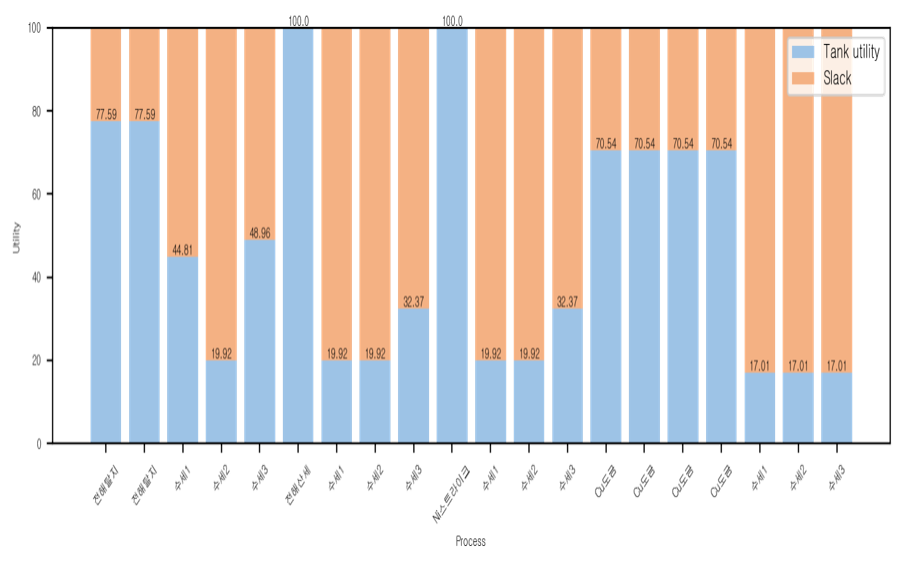 100.0 100.0
100
Tank utility
Slack
80
77.59 77.59
70.54 70.54 70.54 70.54
60
Utility
48.96
44.81
40
32.37 32.37
20
19.92 19.92 19.92 19.92 19.92
17.01 17.01 17.01
0
전해탈지 전해탈지 수세1 수세2 수세3 전해산세 수세1 수세2 수세3 Ni스트라이크 수세1 수세2 수세3 Cu도금 Cu도금 Cu도금 Cu도금 수세1 수세2 수세3
Process